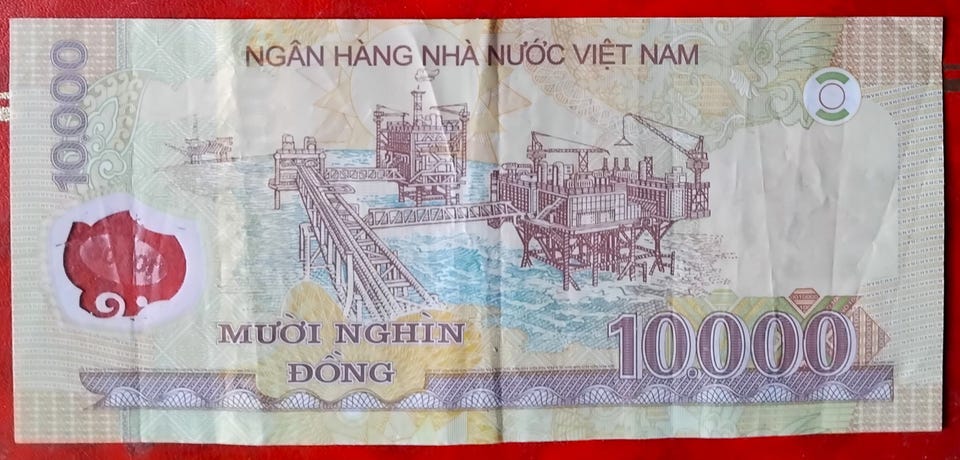 NGÂN HÀNG NHÀ NƯỚC VIỆT NAM
10000
MƯỜI NGHÌN
ĐỒNG
10.000